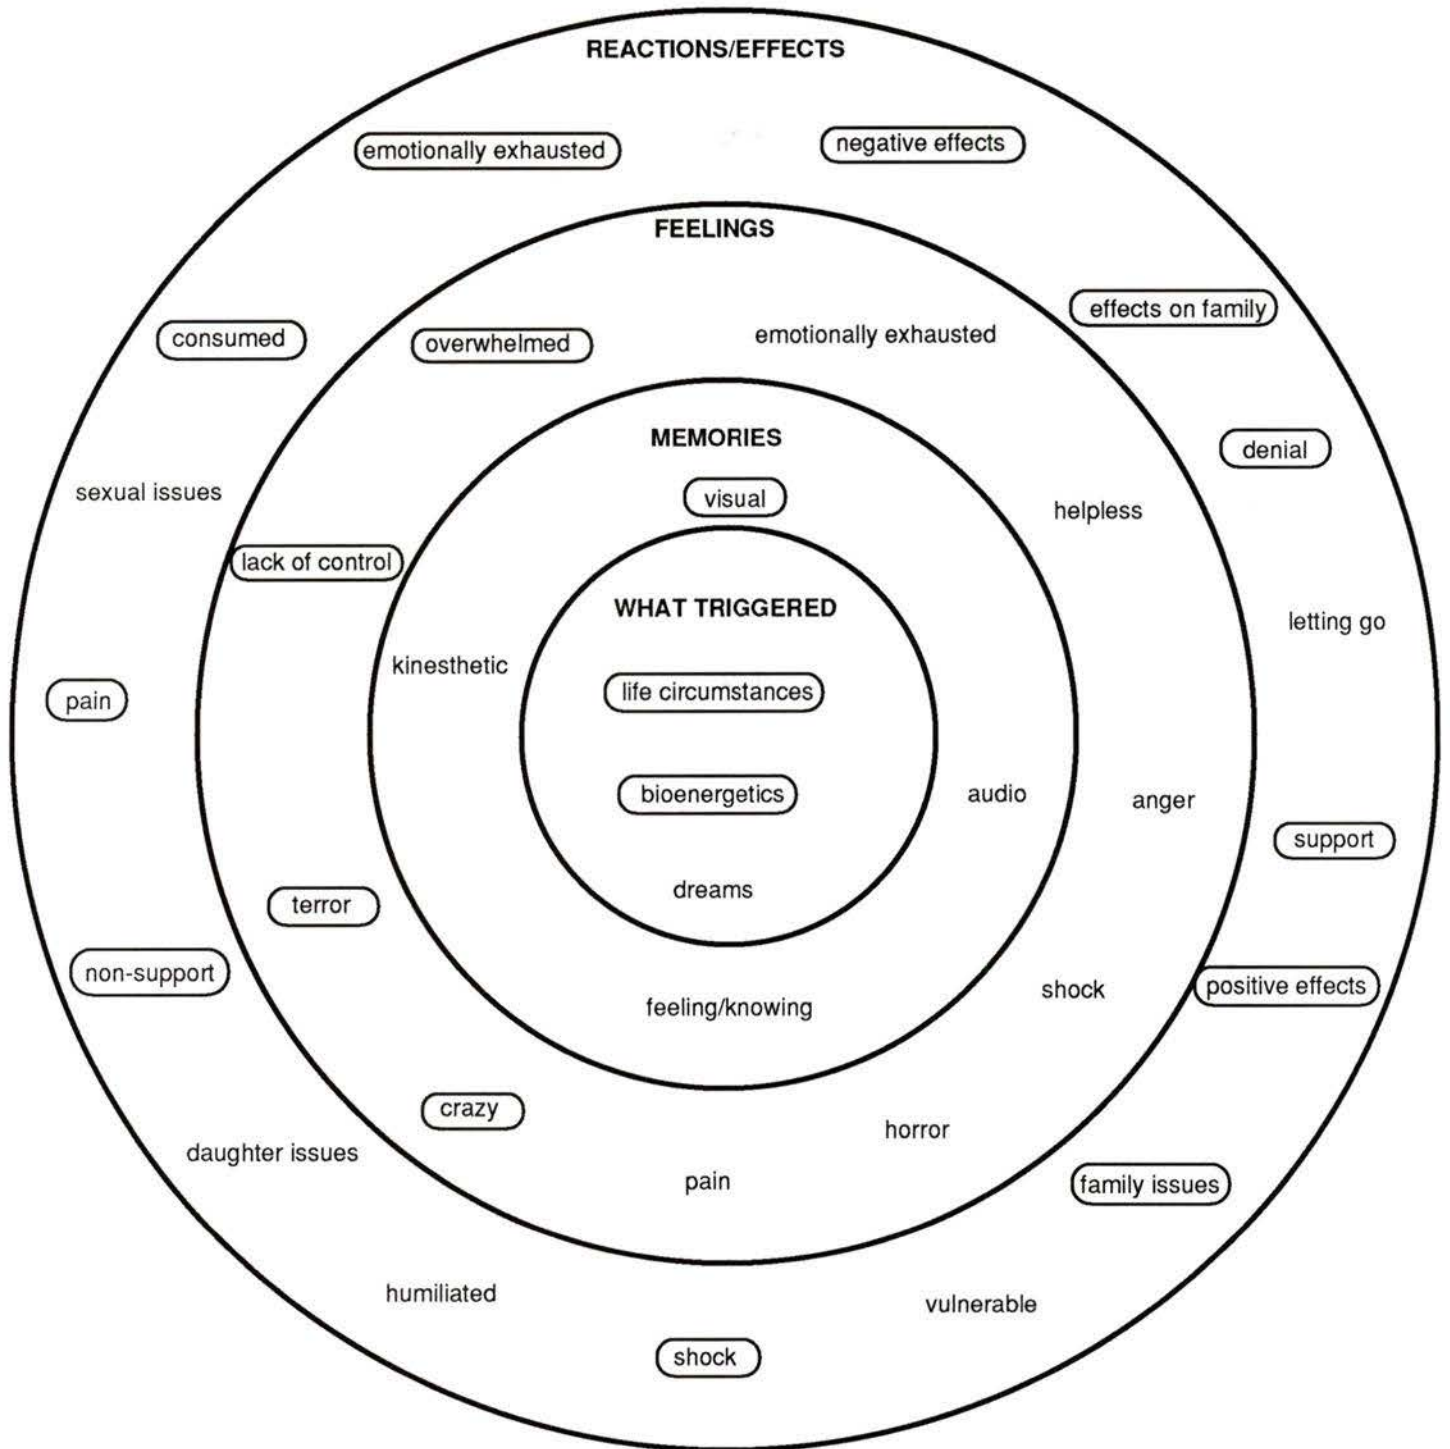 REACTIONS/EFFECTS
emotionally exhausted
negative effects
FEELINGS
effects on family
consumed
overwhelmed
emotionally exhausted
MEMORIES
denial
sexual issues
visual
helpless
lack of control
WHAT TRIGGERED
letting go
kinesthetic
life circumstances
pain
bioenergetics
audio
anger
support
dreams
terror
non-support
shock
positive effects
feeling/knowing
crazy
horror
daughter issues
pain
family issues
humiliated
vulnerable
shock